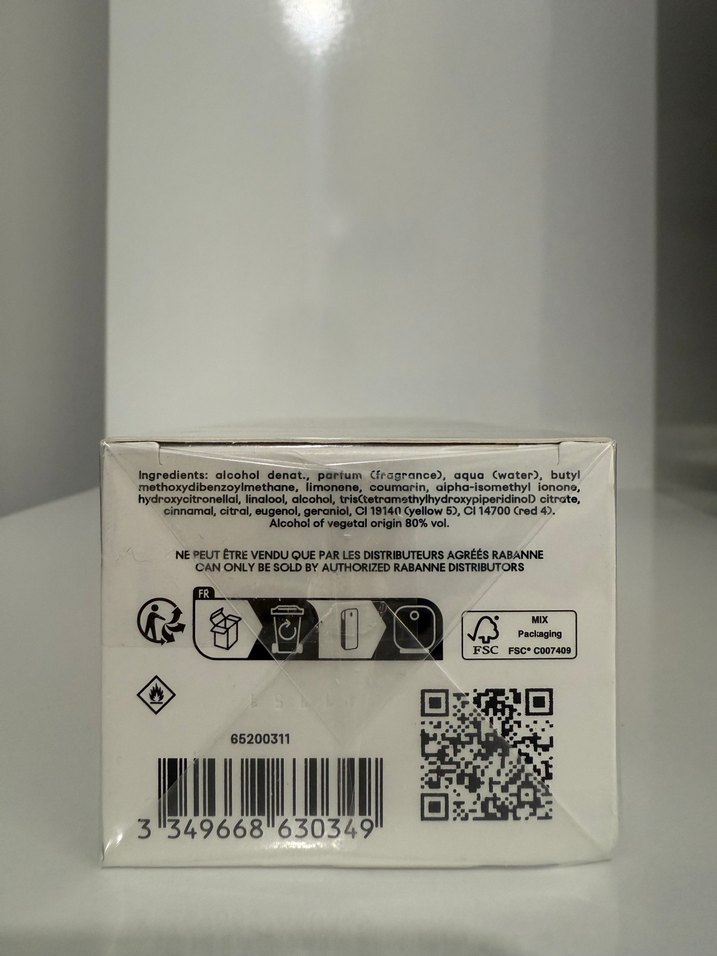 Ingredients: alcohol denat., parfum (fragrance), aqua (water), butyl
methoxydibenzoylmethane, limonene, coumarin, alpha-isomethyl ionone,
hydroxycitronellal, linalool, alcohol, tris(tetramethylhydroxypiperidinol) citrate,
cinnamal, citral, eugenol, geraniol, CI 19140 (yellow 5), CI 14700 (red 4).
Alcohol of vegetal origin 80% vol.
NE PEUT ÊTRE VENDU QUE PAR LES DISTRIBUTEURS AGRÉÉS RABANNE
CAN ONLY BE SOLD BY AUTHORIZED RABANNE DISTRIBUTORS
FR
MIX
Packaging
FSC FSC® C007409
65200311
3 349668 630349